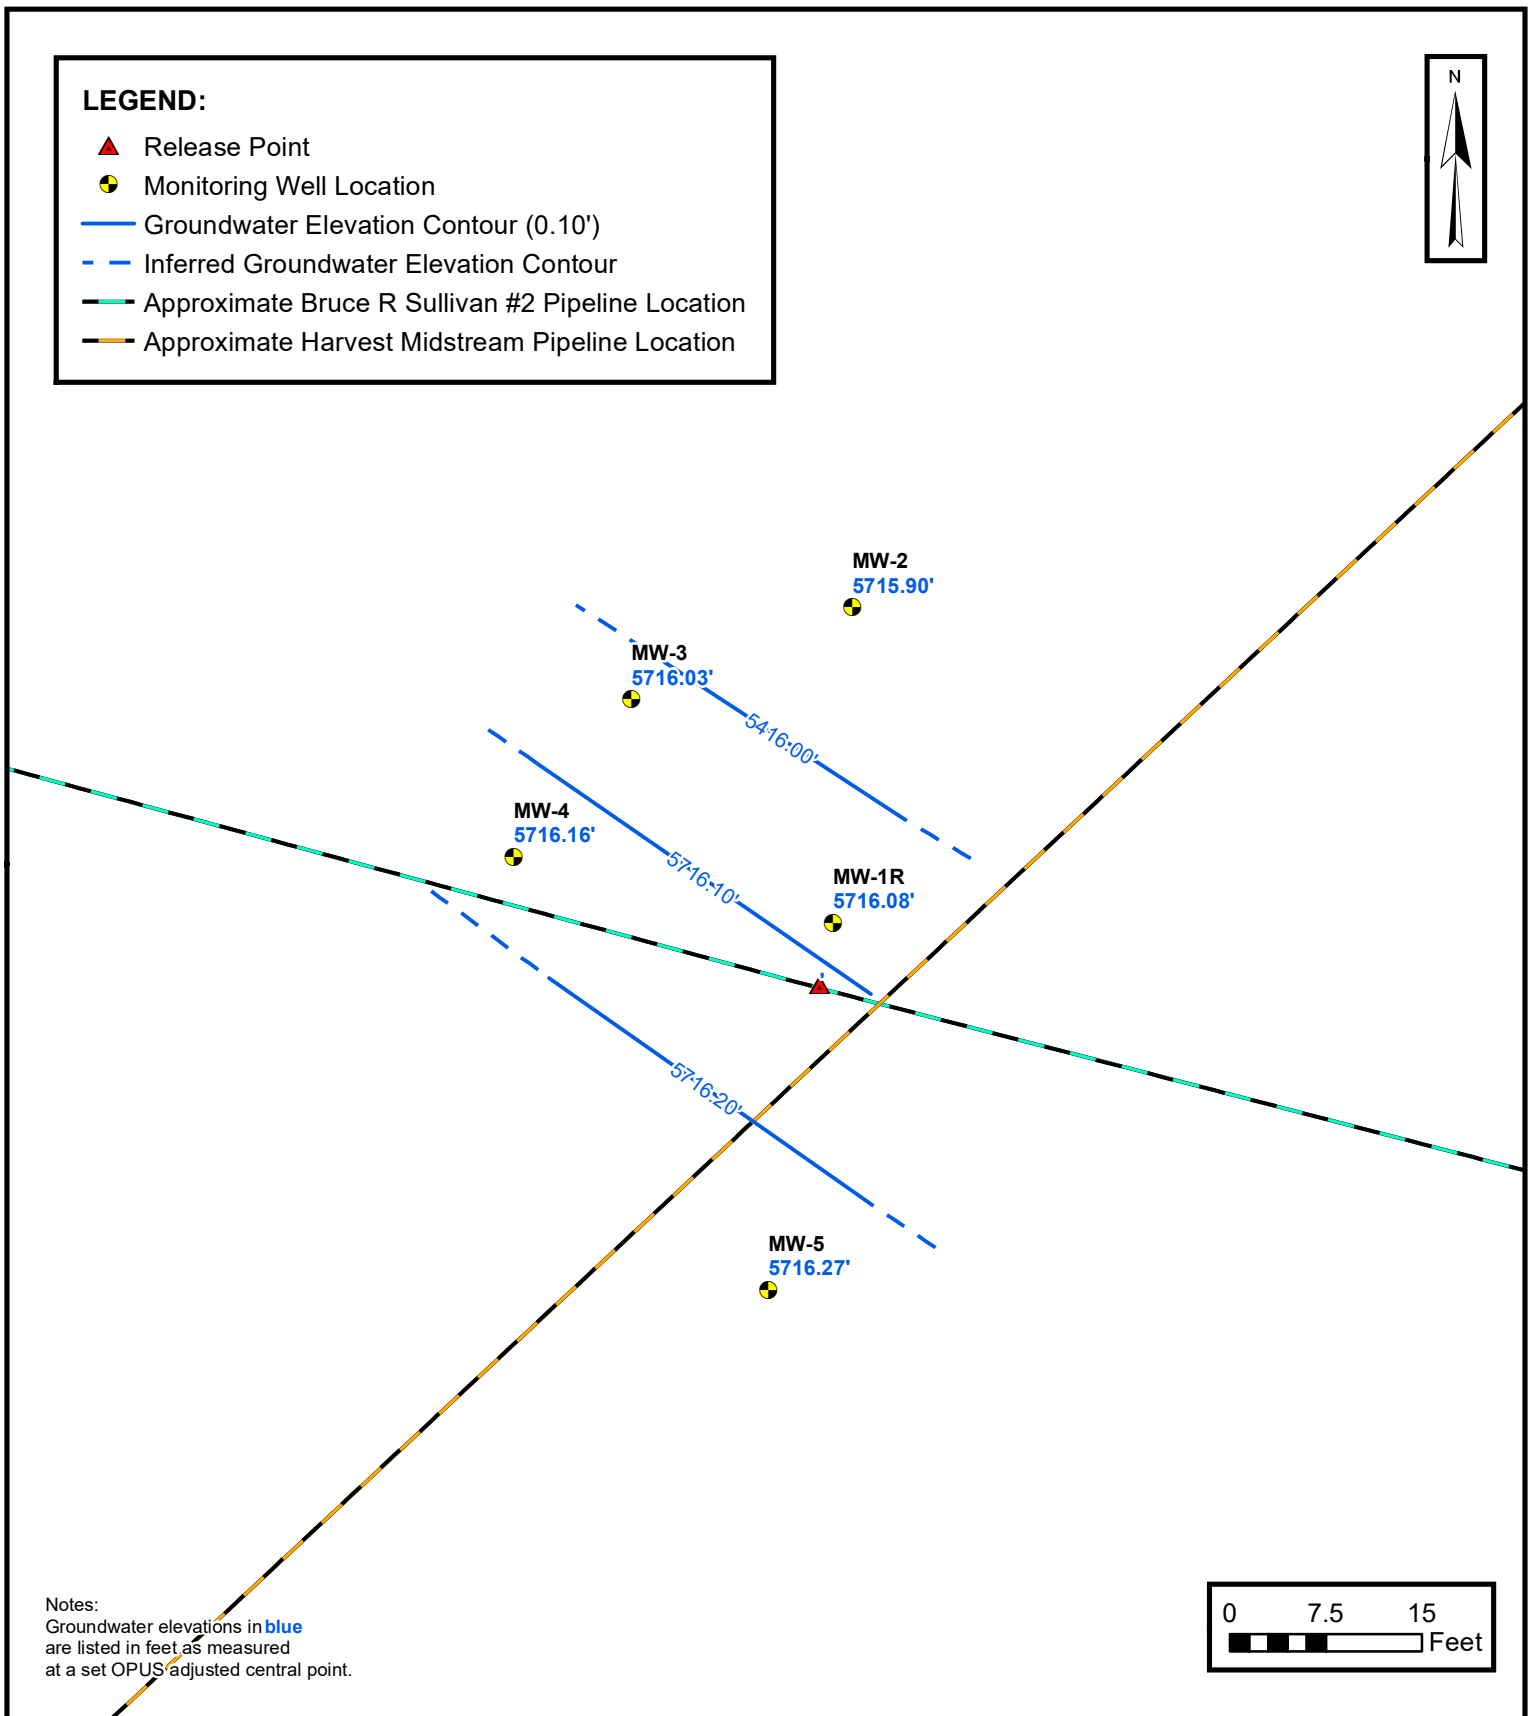 LEGEND:
Release Point
Monitoring Well Location
Groundwater Elevation Contour (0.10')
Inferred Groundwater Elevation Contour
Approximate Bruce R Sullivan #2 Pipeline Location
Approximate Harvest Midstream Pipeline Location
N
MW-2
5715.90'
MW-3
5716.03'
5416.00'
MW-4
5716.16'
5716.10'
MW-1R
5716.08'
5716.20'
MW-5
5716.27'
Notes:
Groundwater elevations in blue
are listed in feet as measured
at a set OPUS adjusted central point.
0 7.5 15
Feet